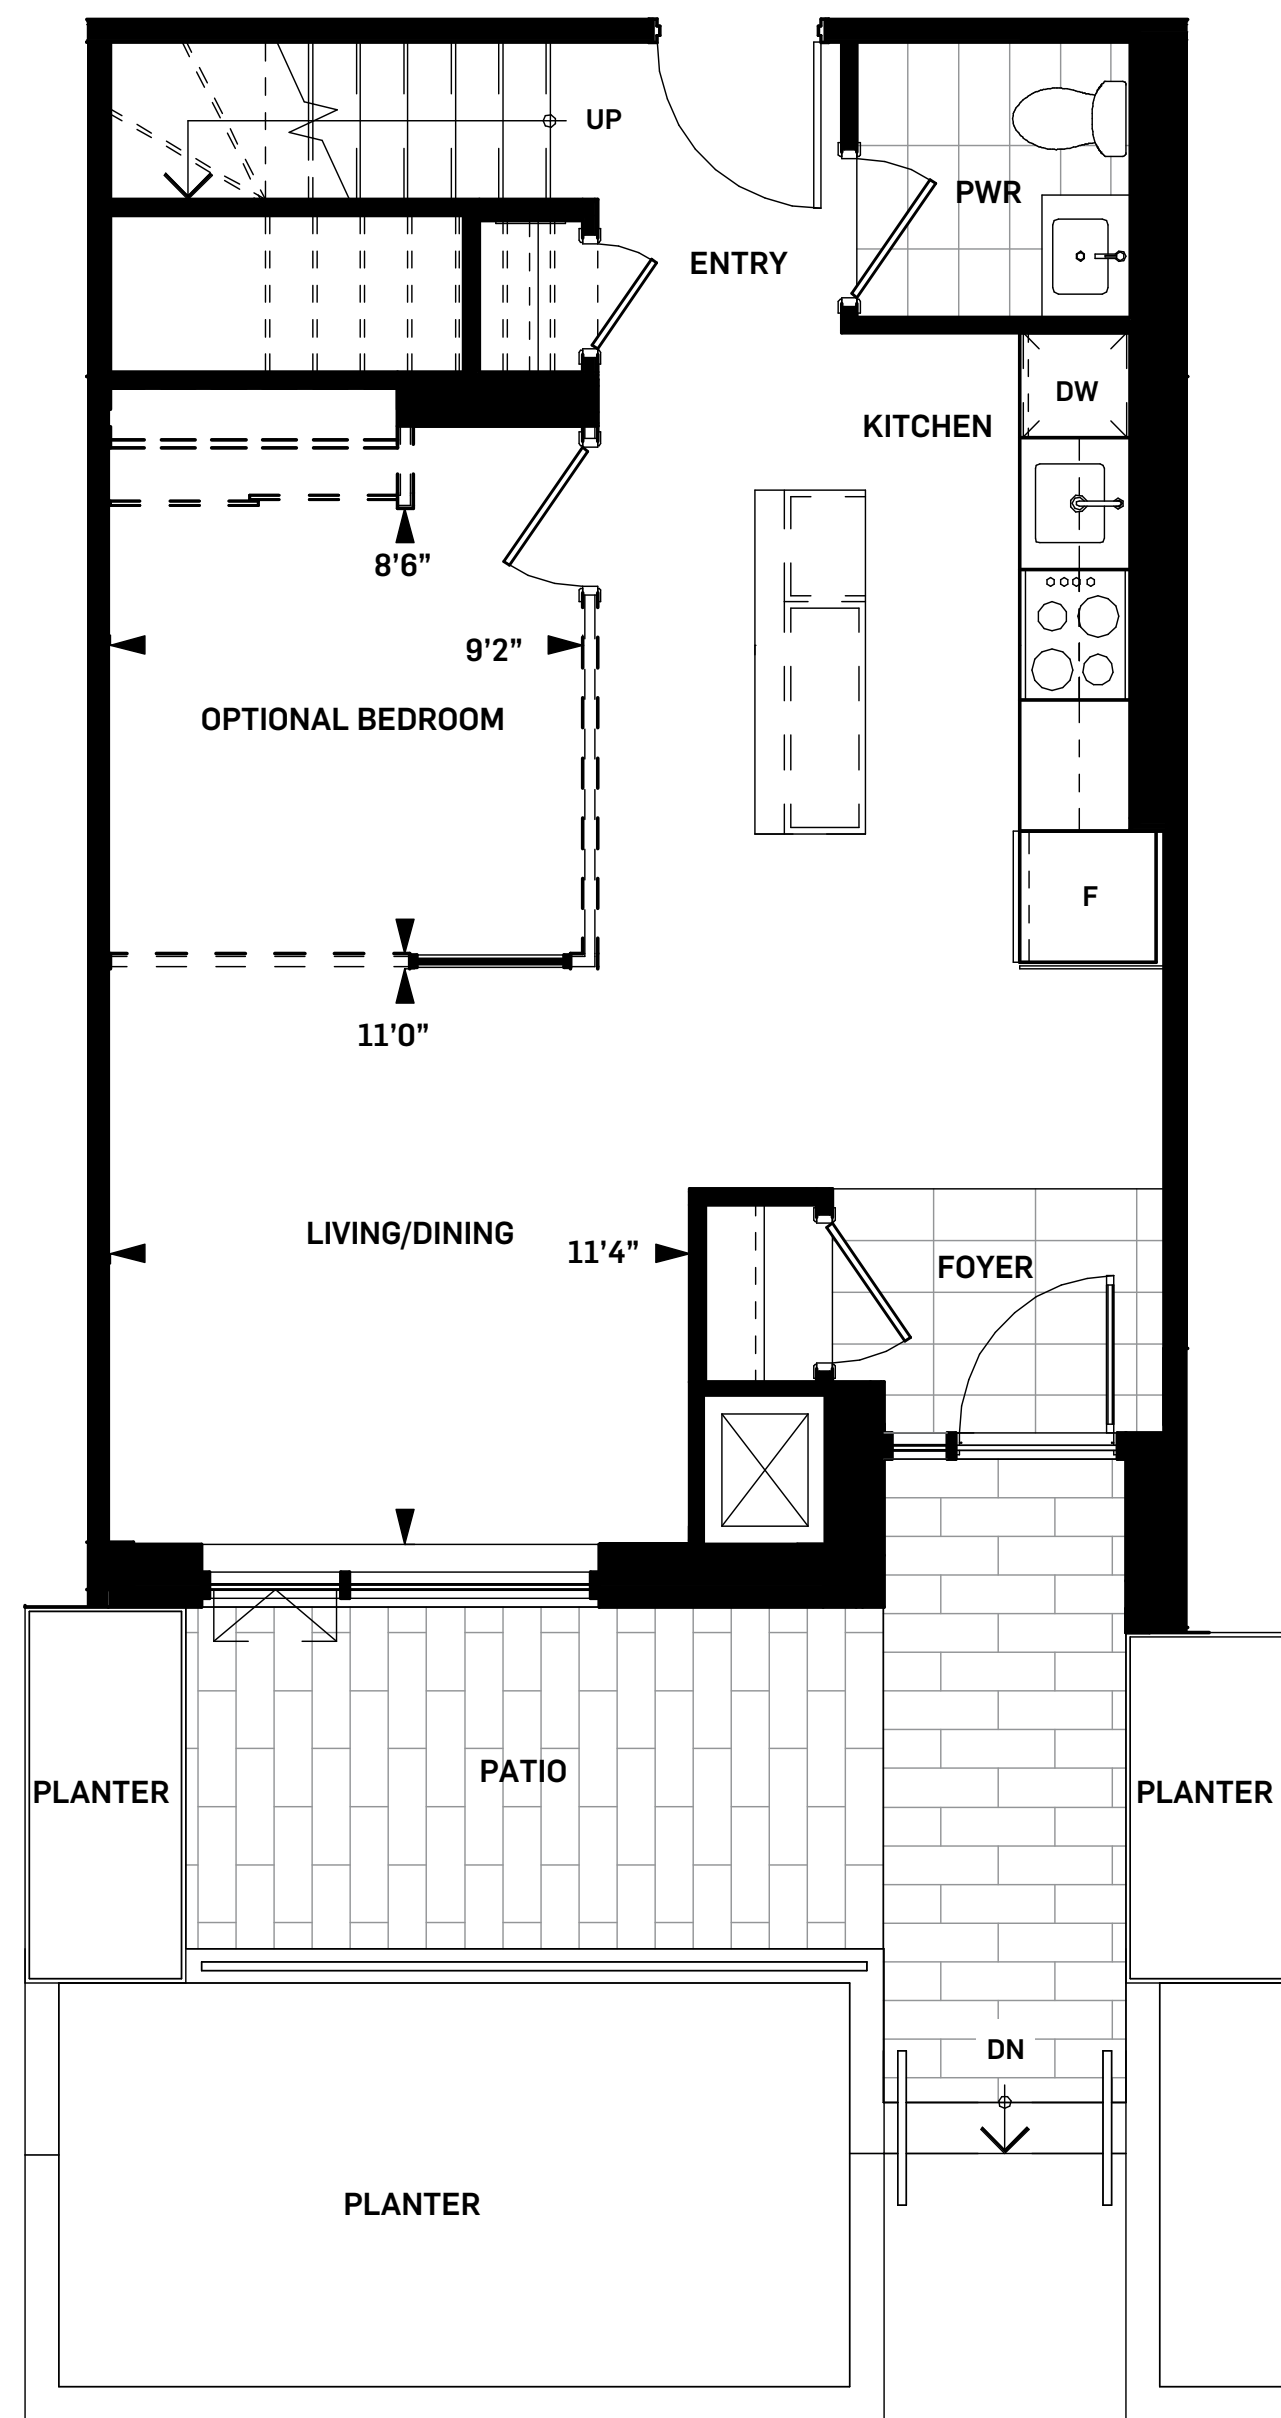 UP
PWR
ENTRY
DW
KITCHEN
8’6”
9’2”
OPTIONAL BEDROOM
F
11’0”
LIVING/DINING
11’4”
FOYER
PATIO
PLANTER
PLANTER
DN
PLANTER